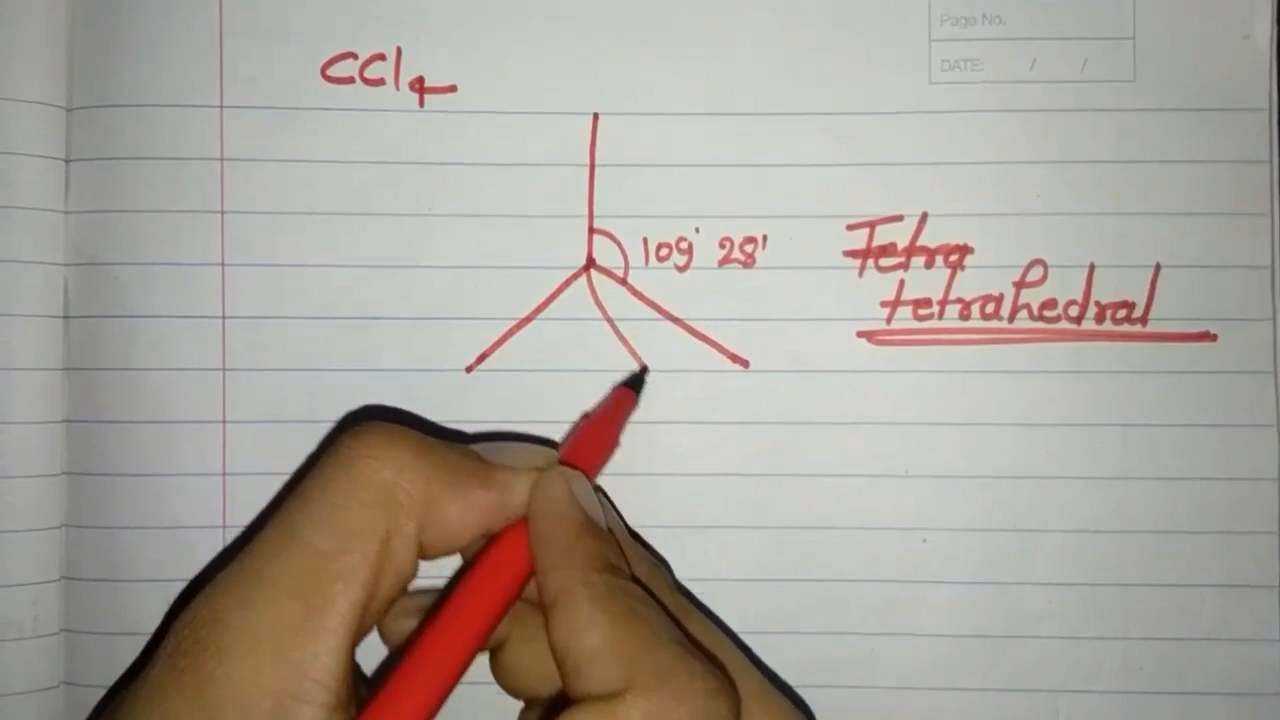 Page No.
DATE: / /
CCl4
109° 28'
Tetra
tetrahedral